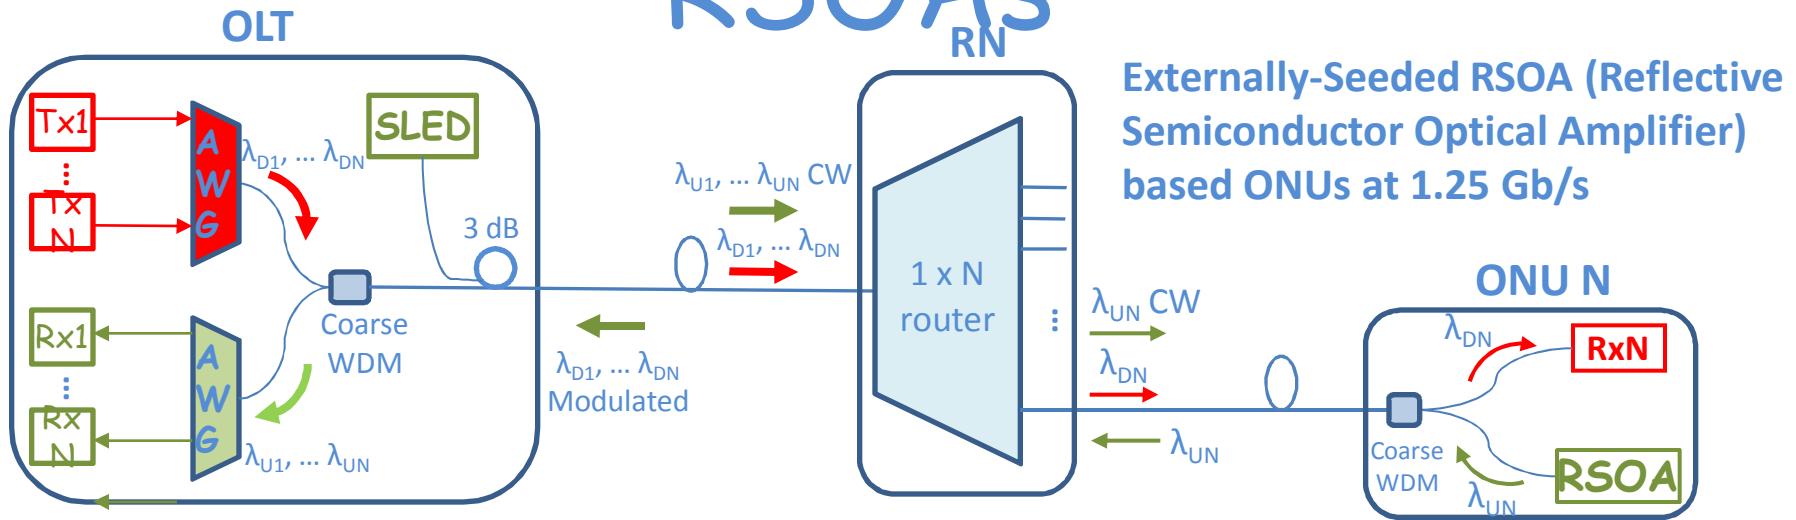 RSOAs
OLT
RN
Externally-Seeded RSOA (Reflective
Semiconductor Optical Amplifier)
based ONUs at 1.25 Gb/s
Tx1
...
Tx
N
A
W
G
λD1, ... λDN
SLED
3 dB
Coarse
WDM
Rx1
...
Rx
N
A
W
G
λU1, ... λUN
λU1, ... λUN CW
λD1, ... λDN
λD1, ... λDN
Modulated
1 x N
router
...
λUN CW
λDN
λUN
ONU N
λDN
RxN
Coarse
WDM
λUN
RSOA